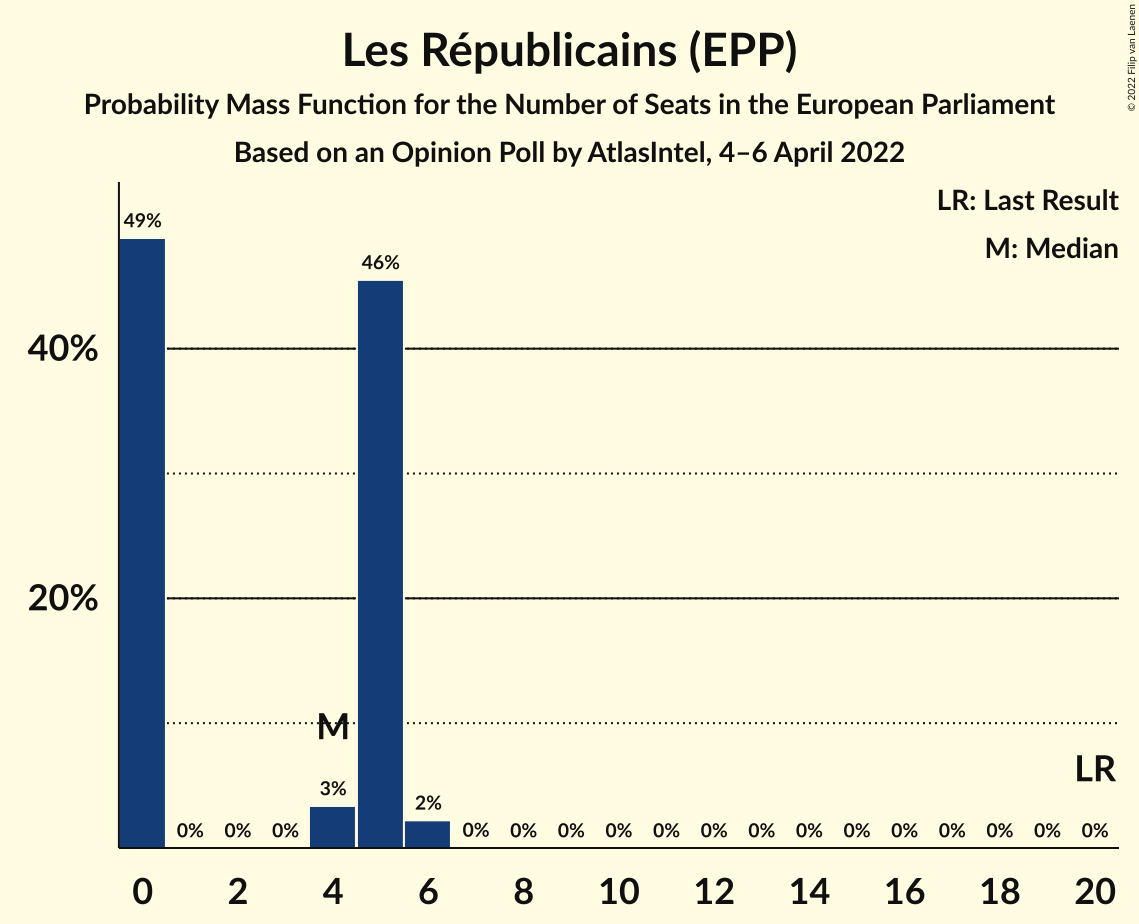 Les Républicains (EPP)
Probability Mass Function for the Number of Seats in the European Parliament
Based on an Opinion Poll by AtlasIntel, 4–6 April 2022
© 2022 Filip van Laenen
LR: Last Result
M: Median
49%
46%
40%
20%
M
LR
3%
2%
0% 0% 0% 0% 0% 0% 0% 0% 0% 0% 0% 0% 0% 0% 0% 0% 0%
0 2 4 6 8 10 12 14 16 18 20